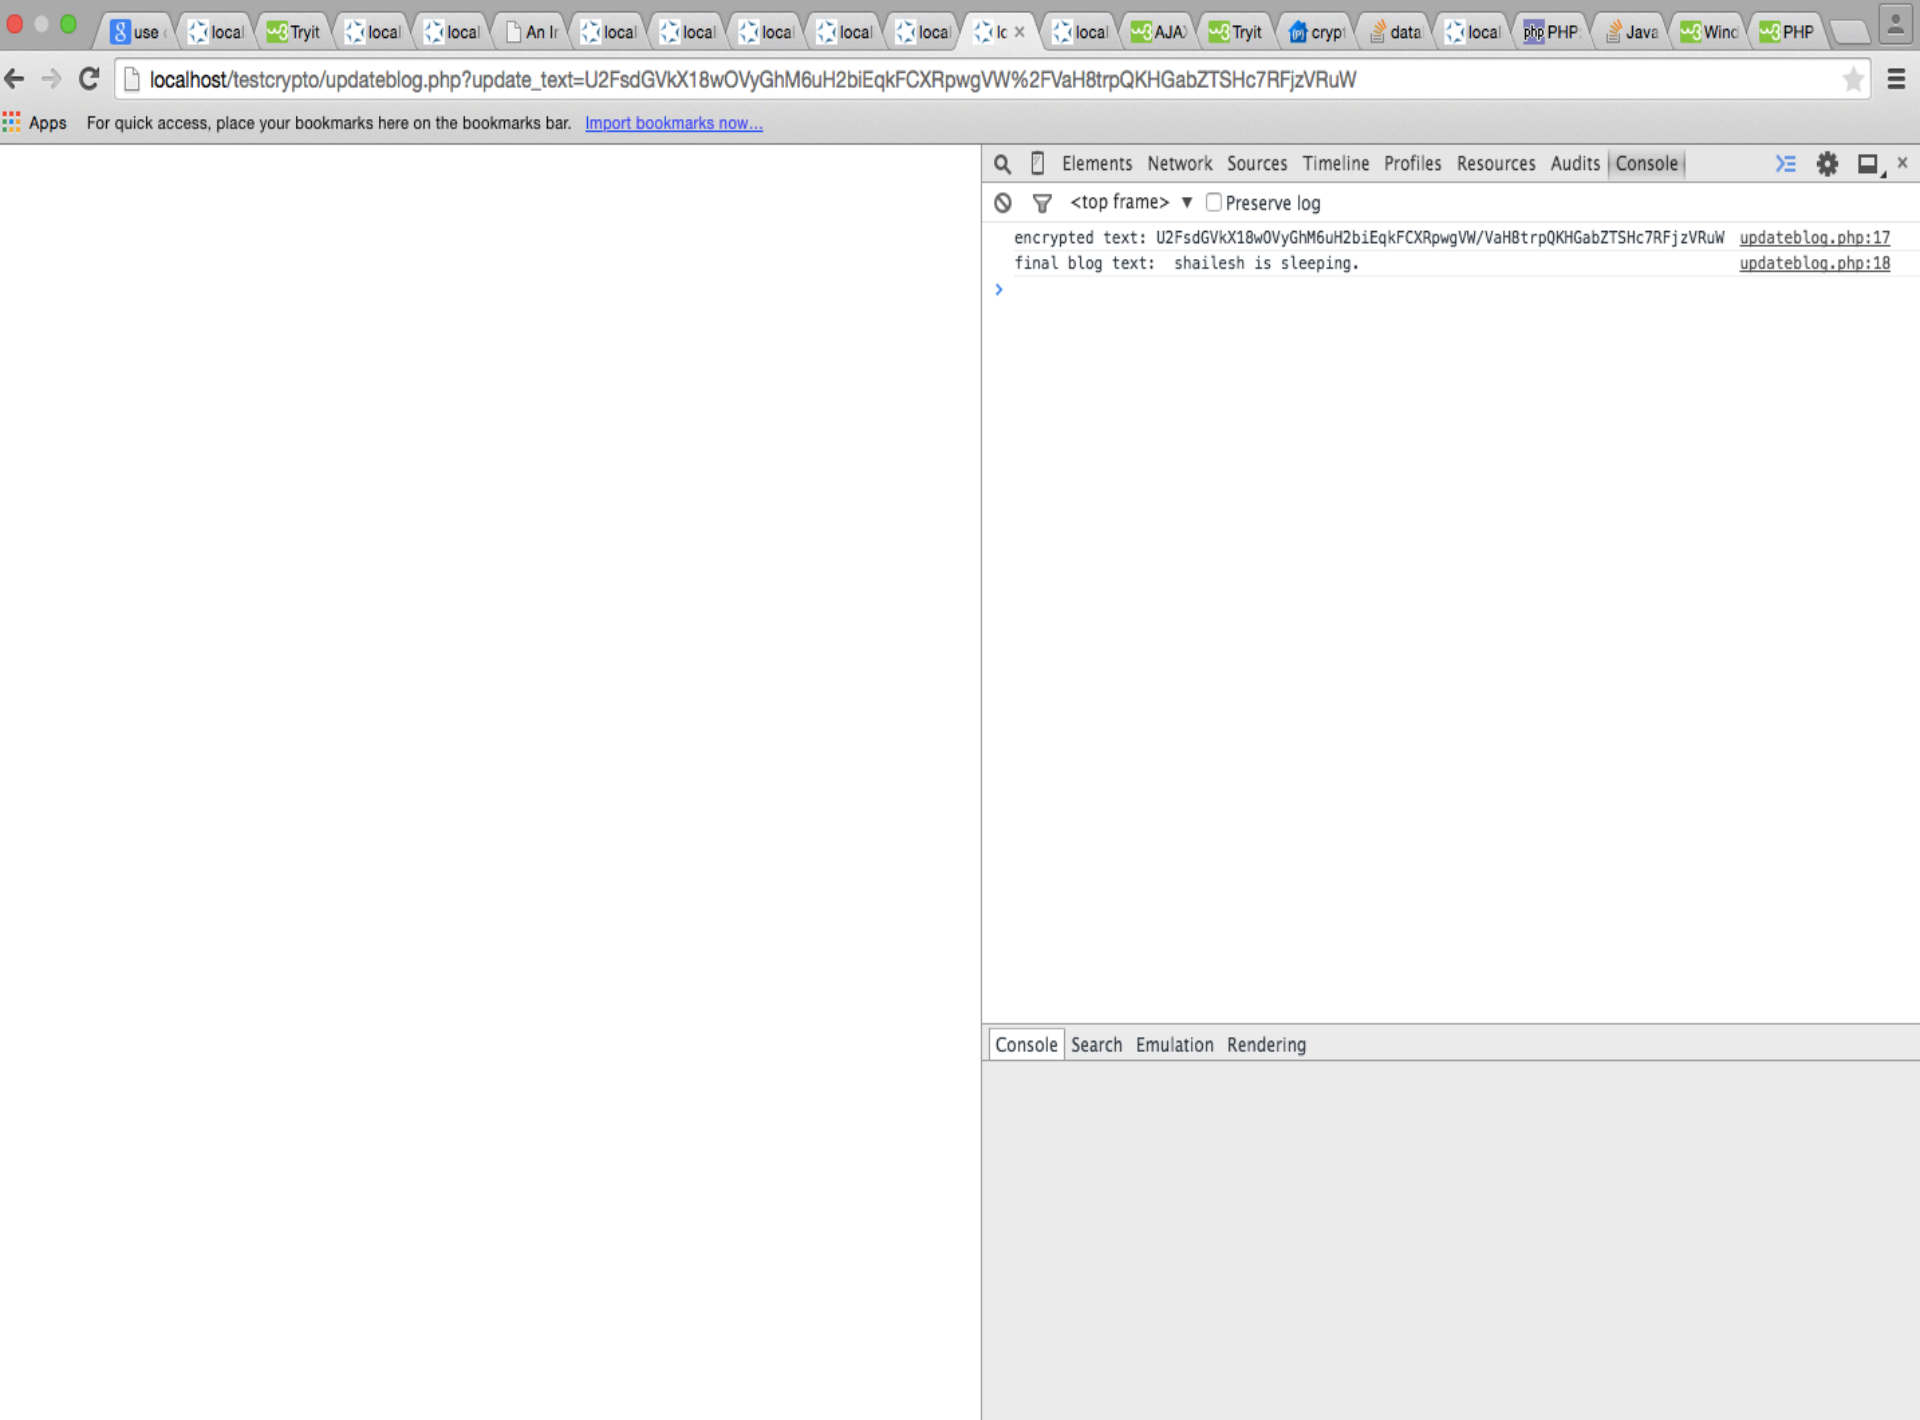 use local Tryit local local An Ir local local local local local lc local AJA Tryit cryp data local PHP Java Wind PHP
localhost/testcrypto/updateblog.php?update_text=U2FsdGVkX18wOVyGhM6uH2biEqkFCXRpwgVW%2FVaH8trpQKHGabZTSHc7RFjzVRuW
Apps For quick access, place your bookmarks here on the bookmarks bar. Import bookmarks now...
Elements Network Sources Timeline Profiles Resources Audits Console
<top frame> ▼ Preserve log
encrypted text: U2FsdGVkX18wOVyGhM6uH2biEqkFCXRpwgVW/VaH8trpQKHGabZTSHc7RFjzVRuW updateblog.php:17
final blog text:  shailesh is sleeping. updateblog.php:18
Console Search Emulation Rendering